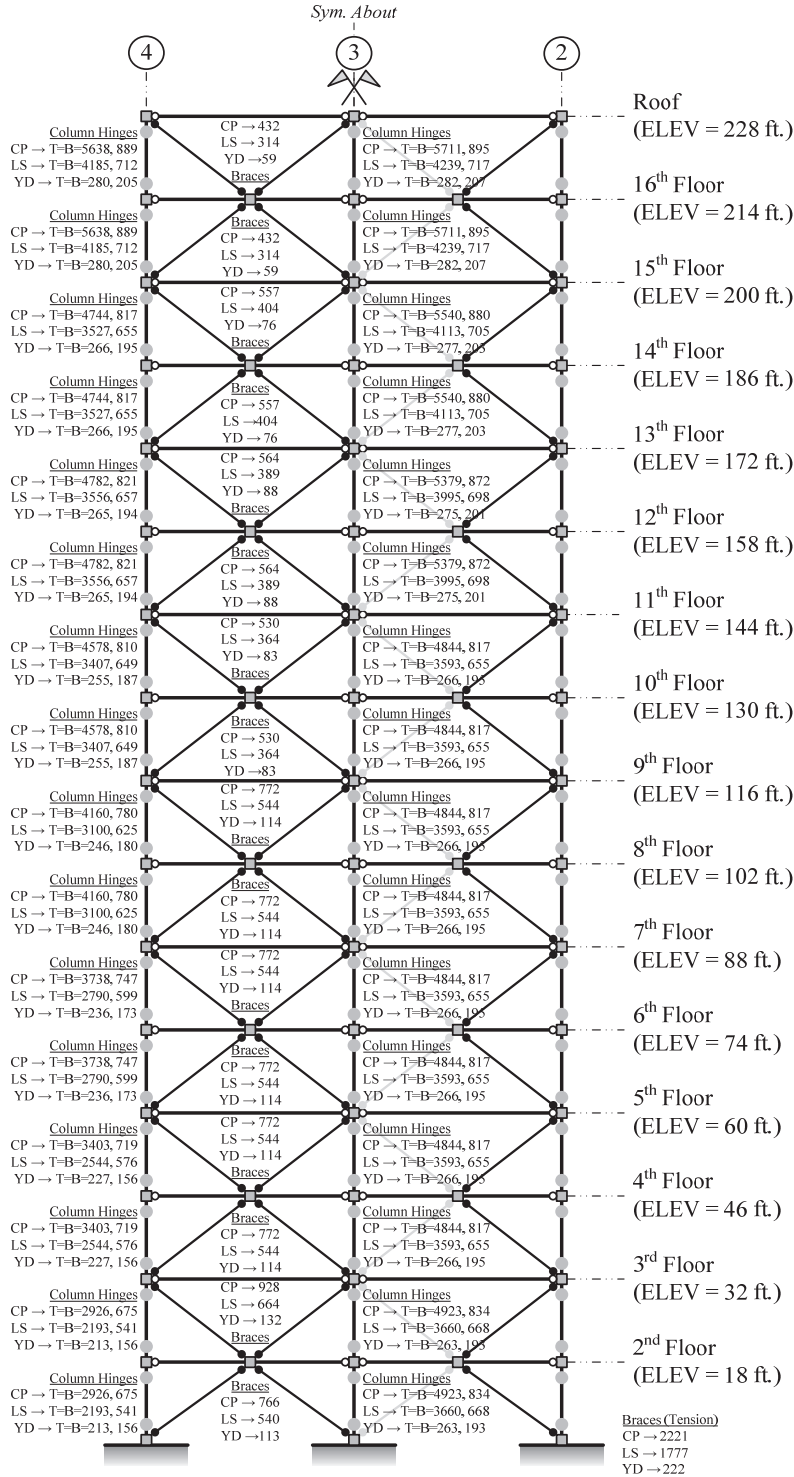 Sym. About
4
3
2
Roof
(ELEV = 228 ft.)
Column Hinges
CP → T=B=5638, 889
LS → T=B=4185, 712
YD → T=B=280, 205
CP → 432
LS → 314
YD →59
Braces
Column Hinges
CP → T=B=5711, 895
LS → T=B=4239, 717
YD → T=B=282, 207
16th Floor
(ELEV = 214 ft.)
Column Hinges
CP → T=B=5638, 889
LS → T=B=4185, 712
YD → T=B=280, 205
Braces
CP → 432
LS → 314
YD → 59
Column Hinges
CP → T=B=5711, 895
LS → T=B=4239, 717
YD → T=B=282, 207
15th Floor
(ELEV = 200 ft.)
Column Hinges
CP → T=B=4744, 817
LS → T=B=3527, 655
YD → T=B=266, 195
CP → 557
LS → 404
YD →76
Braces
Column Hinges
CP → T=B=5540, 880
LS → T=B=4113, 705
YD → T=B=277, 203
14th Floor
(ELEV = 186 ft.)
Column Hinges
CP → T=B=4744, 817
LS → T=B=3527, 655
YD → T=B=266, 195
Braces
CP → 557
LS →404
YD → 76
Column Hinges
CP → T=B=5540, 880
LS → T=B=4113, 705
YD → T=B=277, 203
13th Floor
(ELEV = 172 ft.)
Column Hinges
CP → T=B=4782, 821
LS → T=B=3556, 657
YD → T=B=265, 194
CP → 564
LS → 389
YD → 88
Braces
Column Hinges
CP → T=B=5379, 872
LS → T=B=3995, 698
YD → T=B=275, 201
12th Floor
(ELEV = 158 ft.)
Column Hinges
CP → T=B=4782, 821
LS → T=B=3556, 657
YD → T=B=265, 194
Braces
CP → 564
LS → 389
YD → 88
Column Hinges
CP → T=B=5379, 872
LS → T=B=3995, 698
YD → T=B=275, 201
11th Floor
(ELEV = 144 ft.)
Column Hinges
CP → T=B=4578, 810
LS → T=B=3407, 649
YD → T=B=255, 187
CP → 530
LS → 364
YD → 83
Braces
Column Hinges
CP → T=B=4844, 817
LS → T=B=3593, 655
YD → T=B=266, 195
10th Floor
(ELEV = 130 ft.)
Column Hinges
CP → T=B=4578, 810
LS → T=B=3407, 649
YD → T=B=255, 187
Braces
CP → 530
LS → 364
YD →83
Column Hinges
CP → T=B=4844, 817
LS → T=B=3593, 655
YD → T=B=266, 195
9th Floor
(ELEV = 116 ft.)
Column Hinges
CP → T=B=4160, 780
LS → T=B=3100, 625
YD → T=B=246, 180
CP → 772
LS → 544
YD → 114
Braces
Column Hinges
CP → T=B=4844, 817
LS → T=B=3593, 655
YD → T=B=266, 195
8th Floor
(ELEV = 102 ft.)
Column Hinges
CP → T=B=4160, 780
LS → T=B=3100, 625
YD → T=B=246, 180
Braces
CP → 772
LS → 544
YD → 114
Column Hinges
CP → T=B=4844, 817
LS → T=B=3593, 655
YD → T=B=266, 195
7th Floor
(ELEV = 88 ft.)
Column Hinges
CP → T=B=3738, 747
LS → T=B=2790, 599
YD → T=B=236, 173
CP → 772
LS → 544
YD → 114
Braces
Column Hinges
CP → T=B=4844, 817
LS → T=B=3593, 655
YD → T=B=266, 195
6th Floor
(ELEV = 74 ft.)
Column Hinges
CP → T=B=3738, 747
LS → T=B=2790, 599
YD → T=B=236, 173
Braces
CP → 772
LS → 544
YD → 114
Column Hinges
CP → T=B=4844, 817
LS → T=B=3593, 655
YD → T=B=266, 195
5th Floor
(ELEV = 60 ft.)
Column Hinges
CP → T=B=3403, 719
LS → T=B=2544, 576
YD → T=B=227, 156
CP → 772
LS → 544
YD → 114
Braces
Column Hinges
CP → T=B=4844, 817
LS → T=B=3593, 655
YD → T=B=266, 195
4th Floor
(ELEV = 46 ft.)
Column Hinges
CP → T=B=3403, 719
LS → T=B=2544, 576
YD → T=B=227, 156
Braces
CP → 772
LS → 544
YD → 114
Column Hinges
CP → T=B=4844, 817
LS → T=B=3593, 655
YD → T=B=266, 195
3rd Floor
(ELEV = 32 ft.)
Column Hinges
CP → T=B=2926, 675
LS → T=B=2193, 541
YD → T=B=213, 156
CP → 928
LS → 664
YD → 132
Braces
Column Hinges
CP → T=B=4923, 834
LS → T=B=3660, 668
YD → T=B=263, 193
2nd Floor
(ELEV = 18 ft.)
Column Hinges
CP → T=B=2926, 675
LS → T=B=2193, 541
YD → T=B=213, 156
Braces
CP → 766
LS → 540
YD →113
Column Hinges
CP → T=B=4923, 834
LS → T=B=3660, 668
YD → T=B=263, 193
Braces (Tension)
CP → 2221
LS → 1777
YD → 222